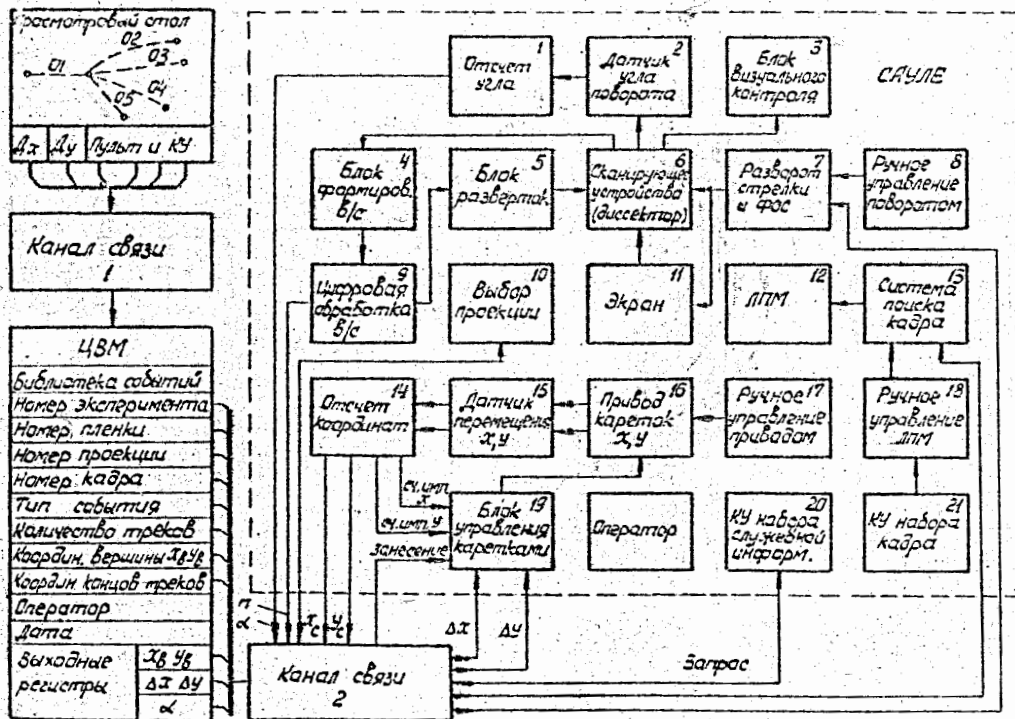 Просмотровый стол
02
03
01
04
05
Дх Ду Пульт и КУ
Канал связи
1
ЦВМ
Библиотека событий
Номер эксперимента
Номер, пленки
Номер проекции
Номер кадра
Тип события
Количество треков
Координ. вершины XвYв
Координ. концов треков
Оператор
Дата
Выходные
регистры
Xв Yв
ΔX ΔY
α
САУЛЕ
1
Отсчет
угла
2
Датчик
угла
поворота
3
Блок
визуального
контроля
4
Блок
формиров.
в/с
5
Блок
разверток
6
Сканирующее
устройство
(диссектор)
7
Разворот
стрелки
и ФОС
8
Ручное
управление
поворотом
9
Цифровая
обработка
в/с
10
Выбор
проекции
11
Экран
12
ЛПМ
13
Система
поиска
кадра
14
Отсчет
координат
15
Датчик
перемещения
X,Y
16
Привод
кареток
X,Y
17
Ручное
управление
приводом
18
Ручное
управление
ЛПМ
сч.имп.
X
сч.имп.У
занесение
19
Блок
управления
каретками
Оператор
20
КУ набора
служебной
информ.
21
КУ набора
кадра
п
α
Xс
Ус
ΔX
ΔУ
Запрос
Канал связи
2